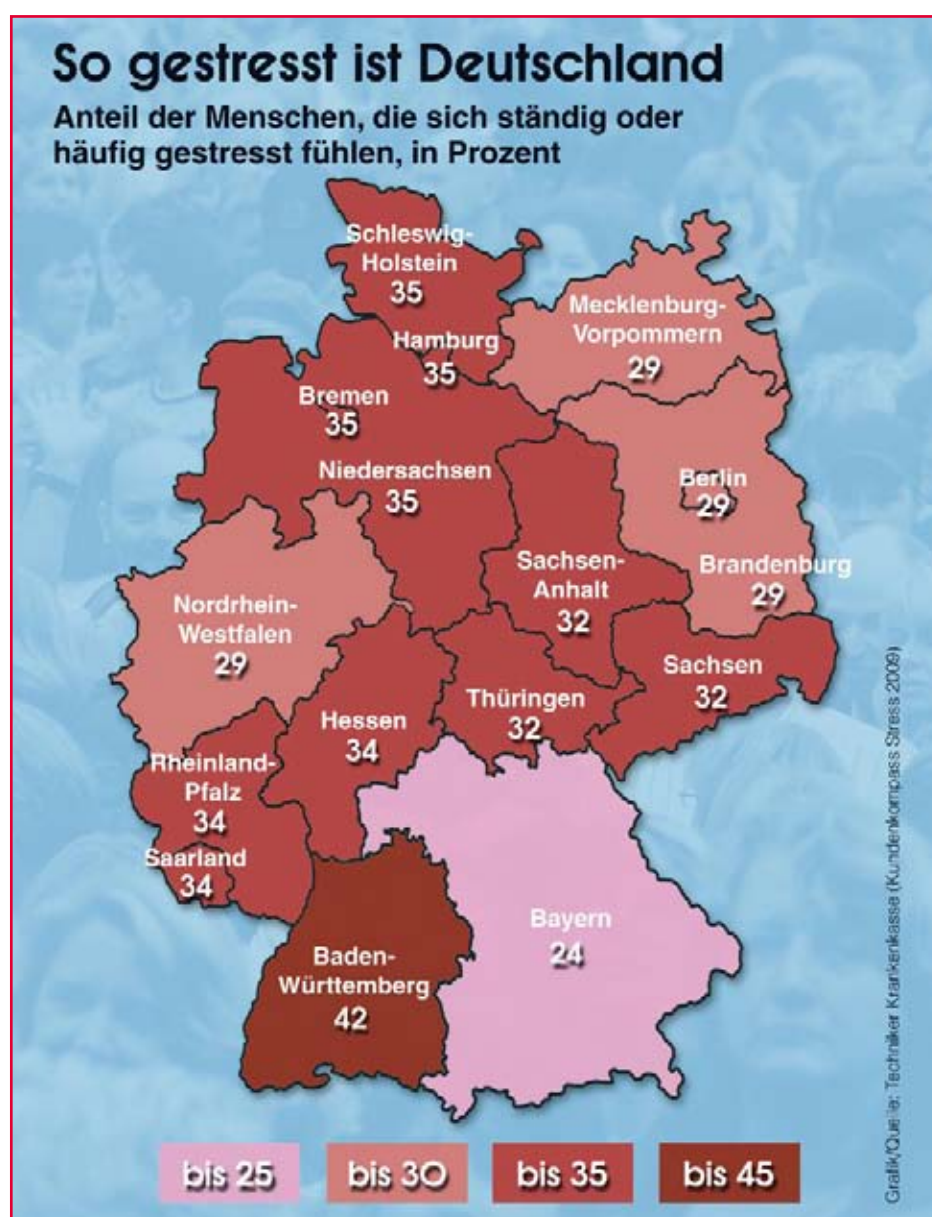 So gestresst ist Deutschland
Anteil der Menschen, die sich ständig oder
häufig gestresst fühlen, in Prozent
Schleswig-
Holstein
35
Mecklenburg-
Vorpommern
29
Hamburg
35
Bremen
35
Niedersachsen
35
Berlin
29
Brandenburg
29
Sachsen-
Anhalt
32
Nordrhein-
Westfalen
29
Sachsen
32
Thüringen
32
Hessen
34
Rheinland-
Pfalz
34
Saarland
34
Bayern
24
Baden-
Württemberg
42
bis 25
bis 30
bis 35
bis 45
Grafik/Quelle: Techniker Krankenkasse (Kundenkompass Stress 2009)